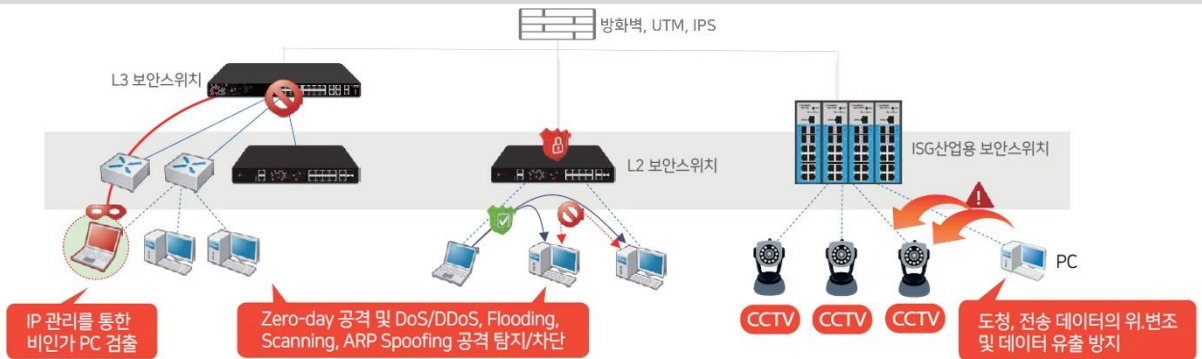 방화벽, UTM, IPS
L3 보안스위치
L2 보안스위치
ISG산업용 보안스위치
PC
CCTV
CCTV
CCTV
IP 관리를 통한
비인가 PC 검출
Zero-day 공격 및 DoS/DDoS, Flooding,
Scanning, ARP Spoofing 공격 탐지/차단
도청, 전송 데이터의 위.변조
및 데이터 유출 방지